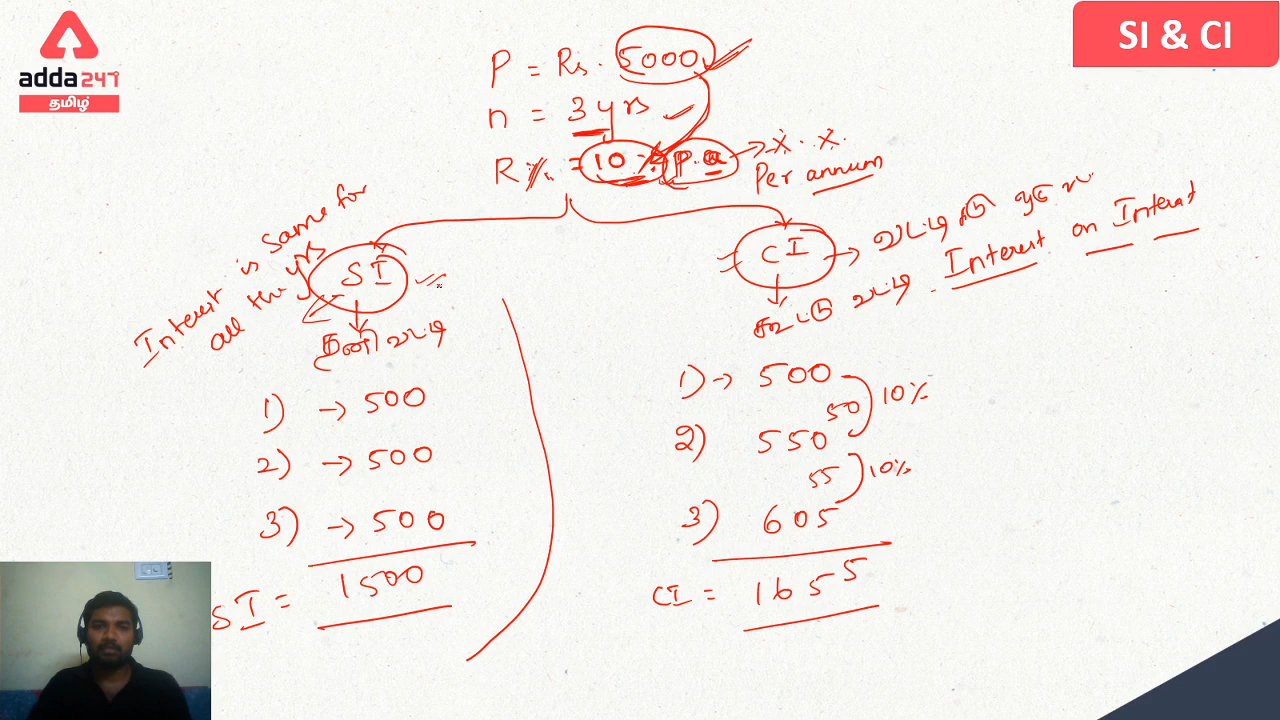 adda247
தமிழ்
SI & CI
P = Rs. 5000
n = 3 yrs
R% = 10% P.a → x. x.
Per annum
Interest is same for
all the yrs
SI
தனி வட்டி
1) → 500
2) → 500
3) → 500
SI = 1500
CI → வட்டிக்கு
Interest on Interest
கூட்டு வட்டி
1) → 500
50 10%
2) 550
55 10%
3) 605
CI = 1655